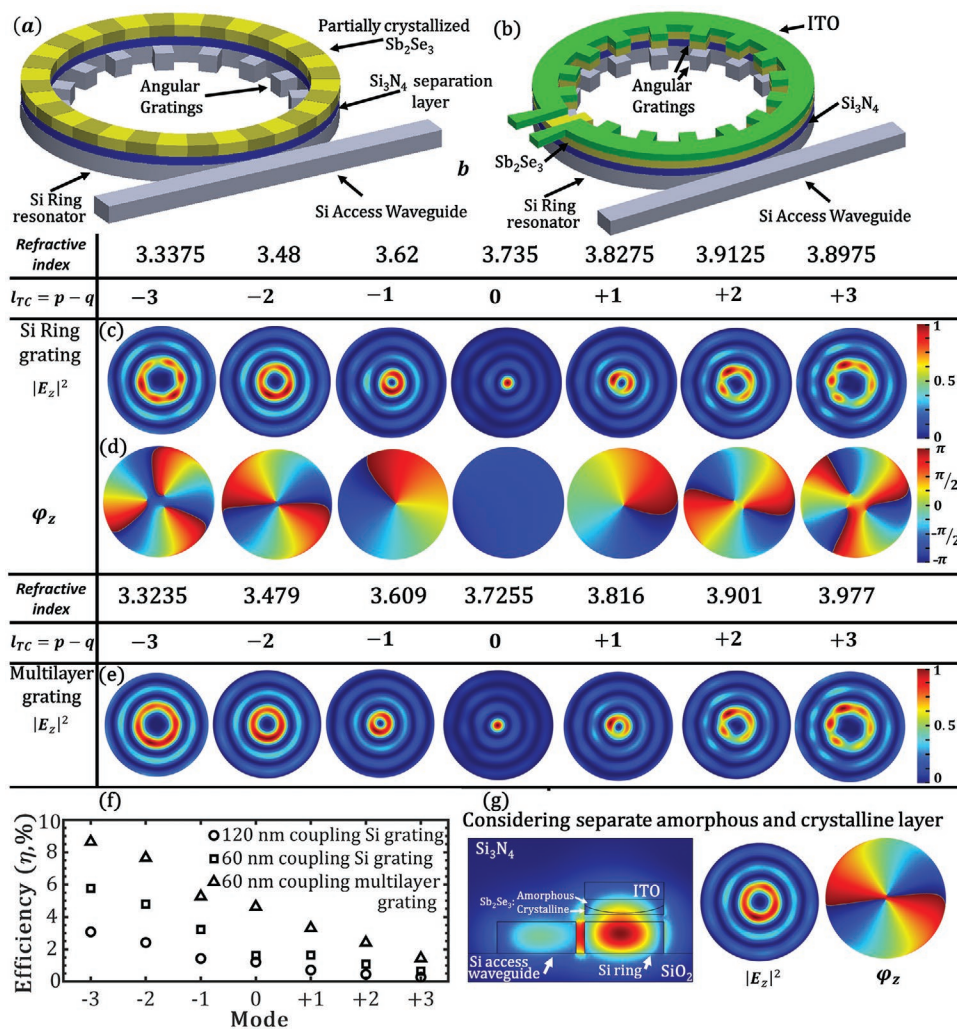 (a)
Partially crystallized
Sb₂Se₃
Angular
Gratings
Si₃N₄ separation
layer
Si Ring
resonator
Si Access Waveguide
b
(b)
ITO
Angular
Gratings
Si₃N₄
Sb₂Se₃
Si Ring
resonator
Si Access Waveguide
Refractive
index
3.3375 3.48 3.62 3.735 3.8275 3.9125 3.8975
l_TC = p − q −3 −2 −1 0 +1 +2 +3
Si Ring
grating
|E_z|²
(c)
1
0.5
0
(d)
φ_z
π
π/2
0
-π/2
-π
Refractive
index
3.3235 3.479 3.609 3.7255 3.816 3.901 3.977
l_TC = p − q −3 −2 −1 0 +1 +2 +3
Multilayer
grating
|E_z|²
(e)
1
0.5
0
(f)
Efficiency (η,%)
10
8
6
4
2
0
120 nm coupling Si grating
60 nm coupling Si grating
60 nm coupling multilayer
grating
-3 -2 -1 0 +1 +2 +3
Mode
(g)
Considering separate amorphous and crystalline layer
Si₃N₄
ITO
Sb₂Se₃: Amorphous
Crystalline
Si access
waveguide
Si ring
SiO₂
|E_z|²
φ_z